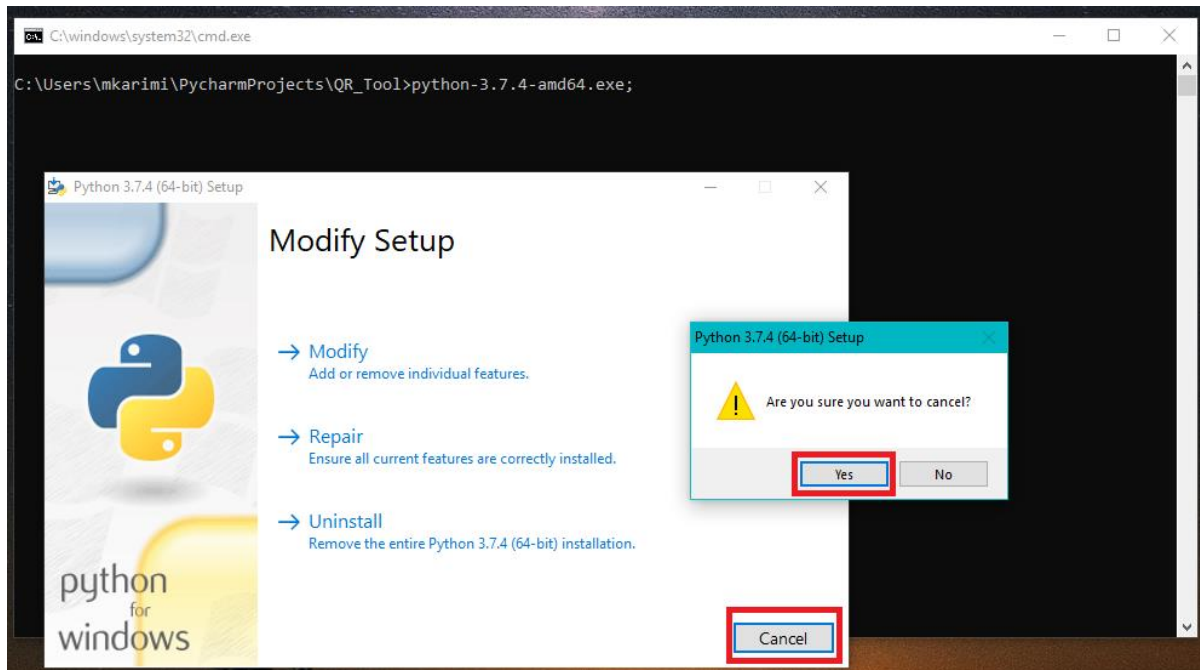 C:\windows\system32\cmd.exe
C:\Users\mkarimi\PycharmProjects\QR_Tool>python-3.7.4-amd64.exe;
Python 3.7.4 (64-bit) Setup
Modify Setup
Modify
Add or remove individual features.
Repair
Ensure all current features are correctly installed.
Uninstall
Remove the entire Python 3.7.4 (64-bit) installation.
python
for
windows
Cancel
Python 3.7.4 (64-bit) Setup
Are you sure you want to cancel?
Yes
No